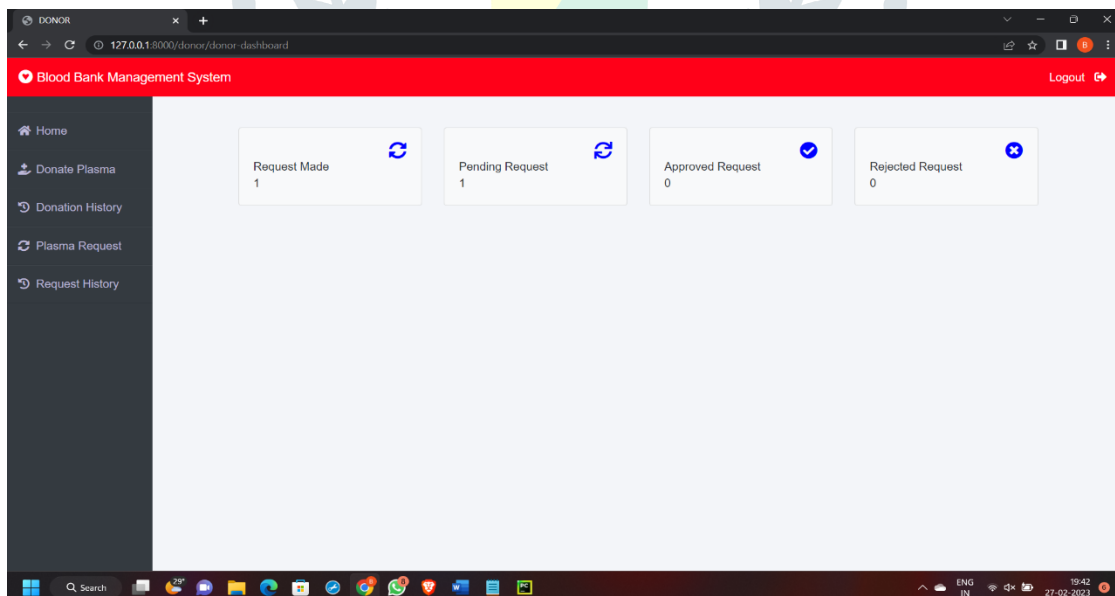 DONOR
127.0.0.1:8000/donor/donor-dashboard
B
Blood Bank Management System
Logout
Home
Donate Plasma
Donation History
Plasma Request
Request History
Request Made
1
Pending Request
1
Approved Request
0
Rejected Request
0
Search
29°
ENG
IN
19:42
27-02-2023